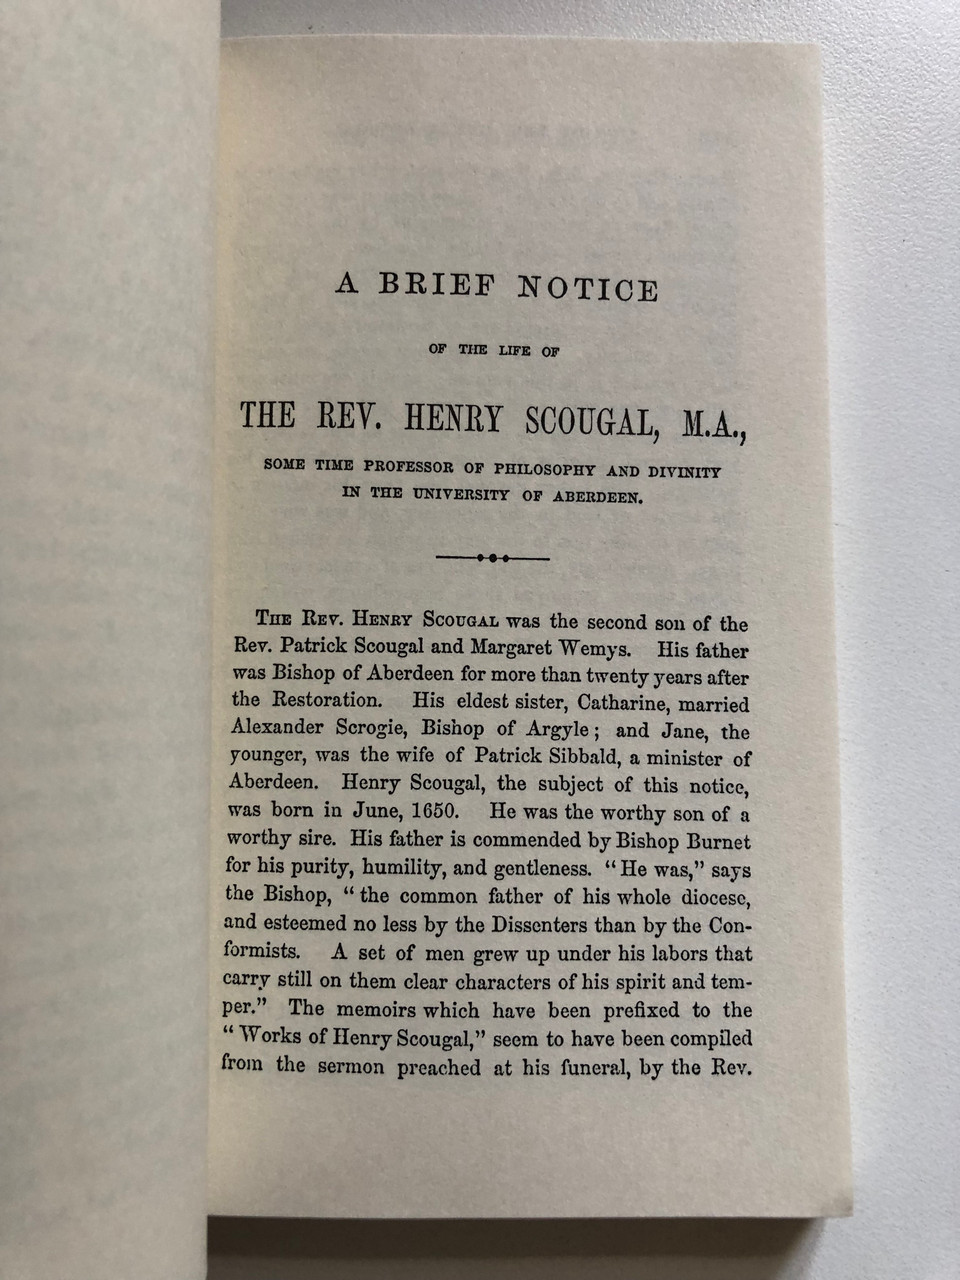 A BRIEF NOTICE
OF THE LIFE OF
THE REV. HENRY SCOUGAL, M.A.,
SOME TIME PROFESSOR OF PHILOSOPHY AND DIVINITY
IN THE UNIVERSITY OF ABERDEEN.
THE REV. HENRY SCOUGAL was the second son of the
Rev. Patrick Scougal and Margaret Wemys. His father
was Bishop of Aberdeen for more than twenty years after
the Restoration. His eldest sister, Catharine, married
Alexander Scrogie, Bishop of Argyle; and Jane, the
younger, was the wife of Patrick Sibbald, a minister of
Aberdeen. Henry Scougal, the subject of this notice,
was born in June, 1650. He was the worthy son of a
worthy sire. His father is commended by Bishop Burnet
for his purity, humility, and gentleness. “He was,” says
the Bishop, “the common father of his whole diocese,
and esteemed no less by the Dissenters than by the Con-
formists. A set of men grew up under his labors that
carry still on them clear characters of his spirit and tem-
per.” The memoirs which have been prefixed to the
“Works of Henry Scougal,” seem to have been compiled
from the sermon preached at his funeral, by the Rev.